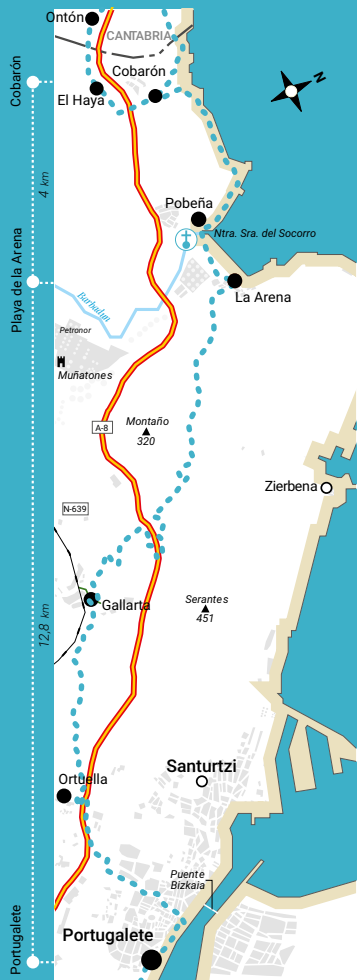 Ontón
CANTABRIA
Cobarón
Cobarón
El Haya
N
4 km
Pobeña
Ntra. Sra. del Socorro
Playa de la Arena
La Arena
Barbadun
Petronor
Muñatones
Montaño
320
A-8
Zierbena
N-639
Gallarta
Serantes
451
12,8 km
Santurtzi
Ortuella
Puente
Bizkaia
Portugalete
Portugalete